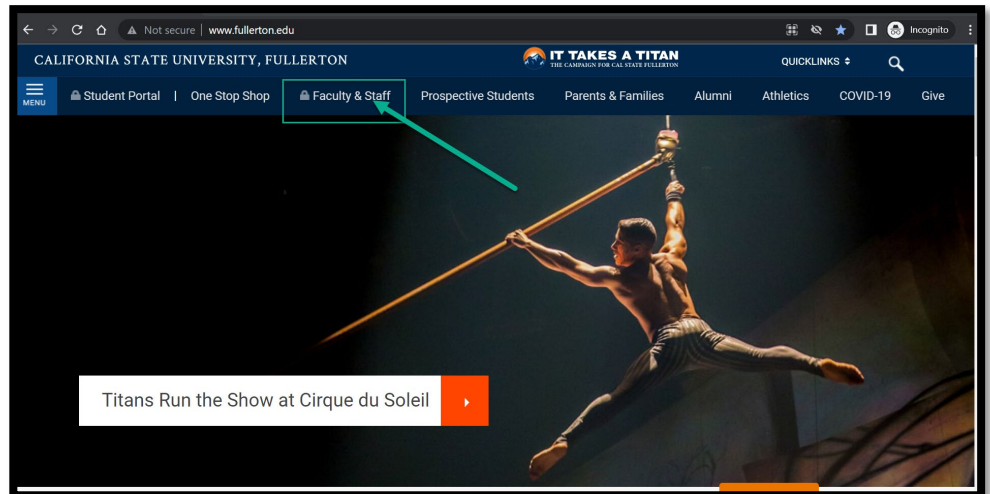 Not secure | www.fullerton.edu Incognito
CALIFORNIA STATE UNIVERSITY, FULLERTON IT TAKES A TITAN QUICKLINKS
THE CAMPAIGN FOR CAL STATE FULLERTON
MENU Student Portal | One Stop Shop Faculty & Staff Prospective Students Parents & Families Alumni Athletics COVID-19 Give
Titans Run the Show at Cirque du Soleil